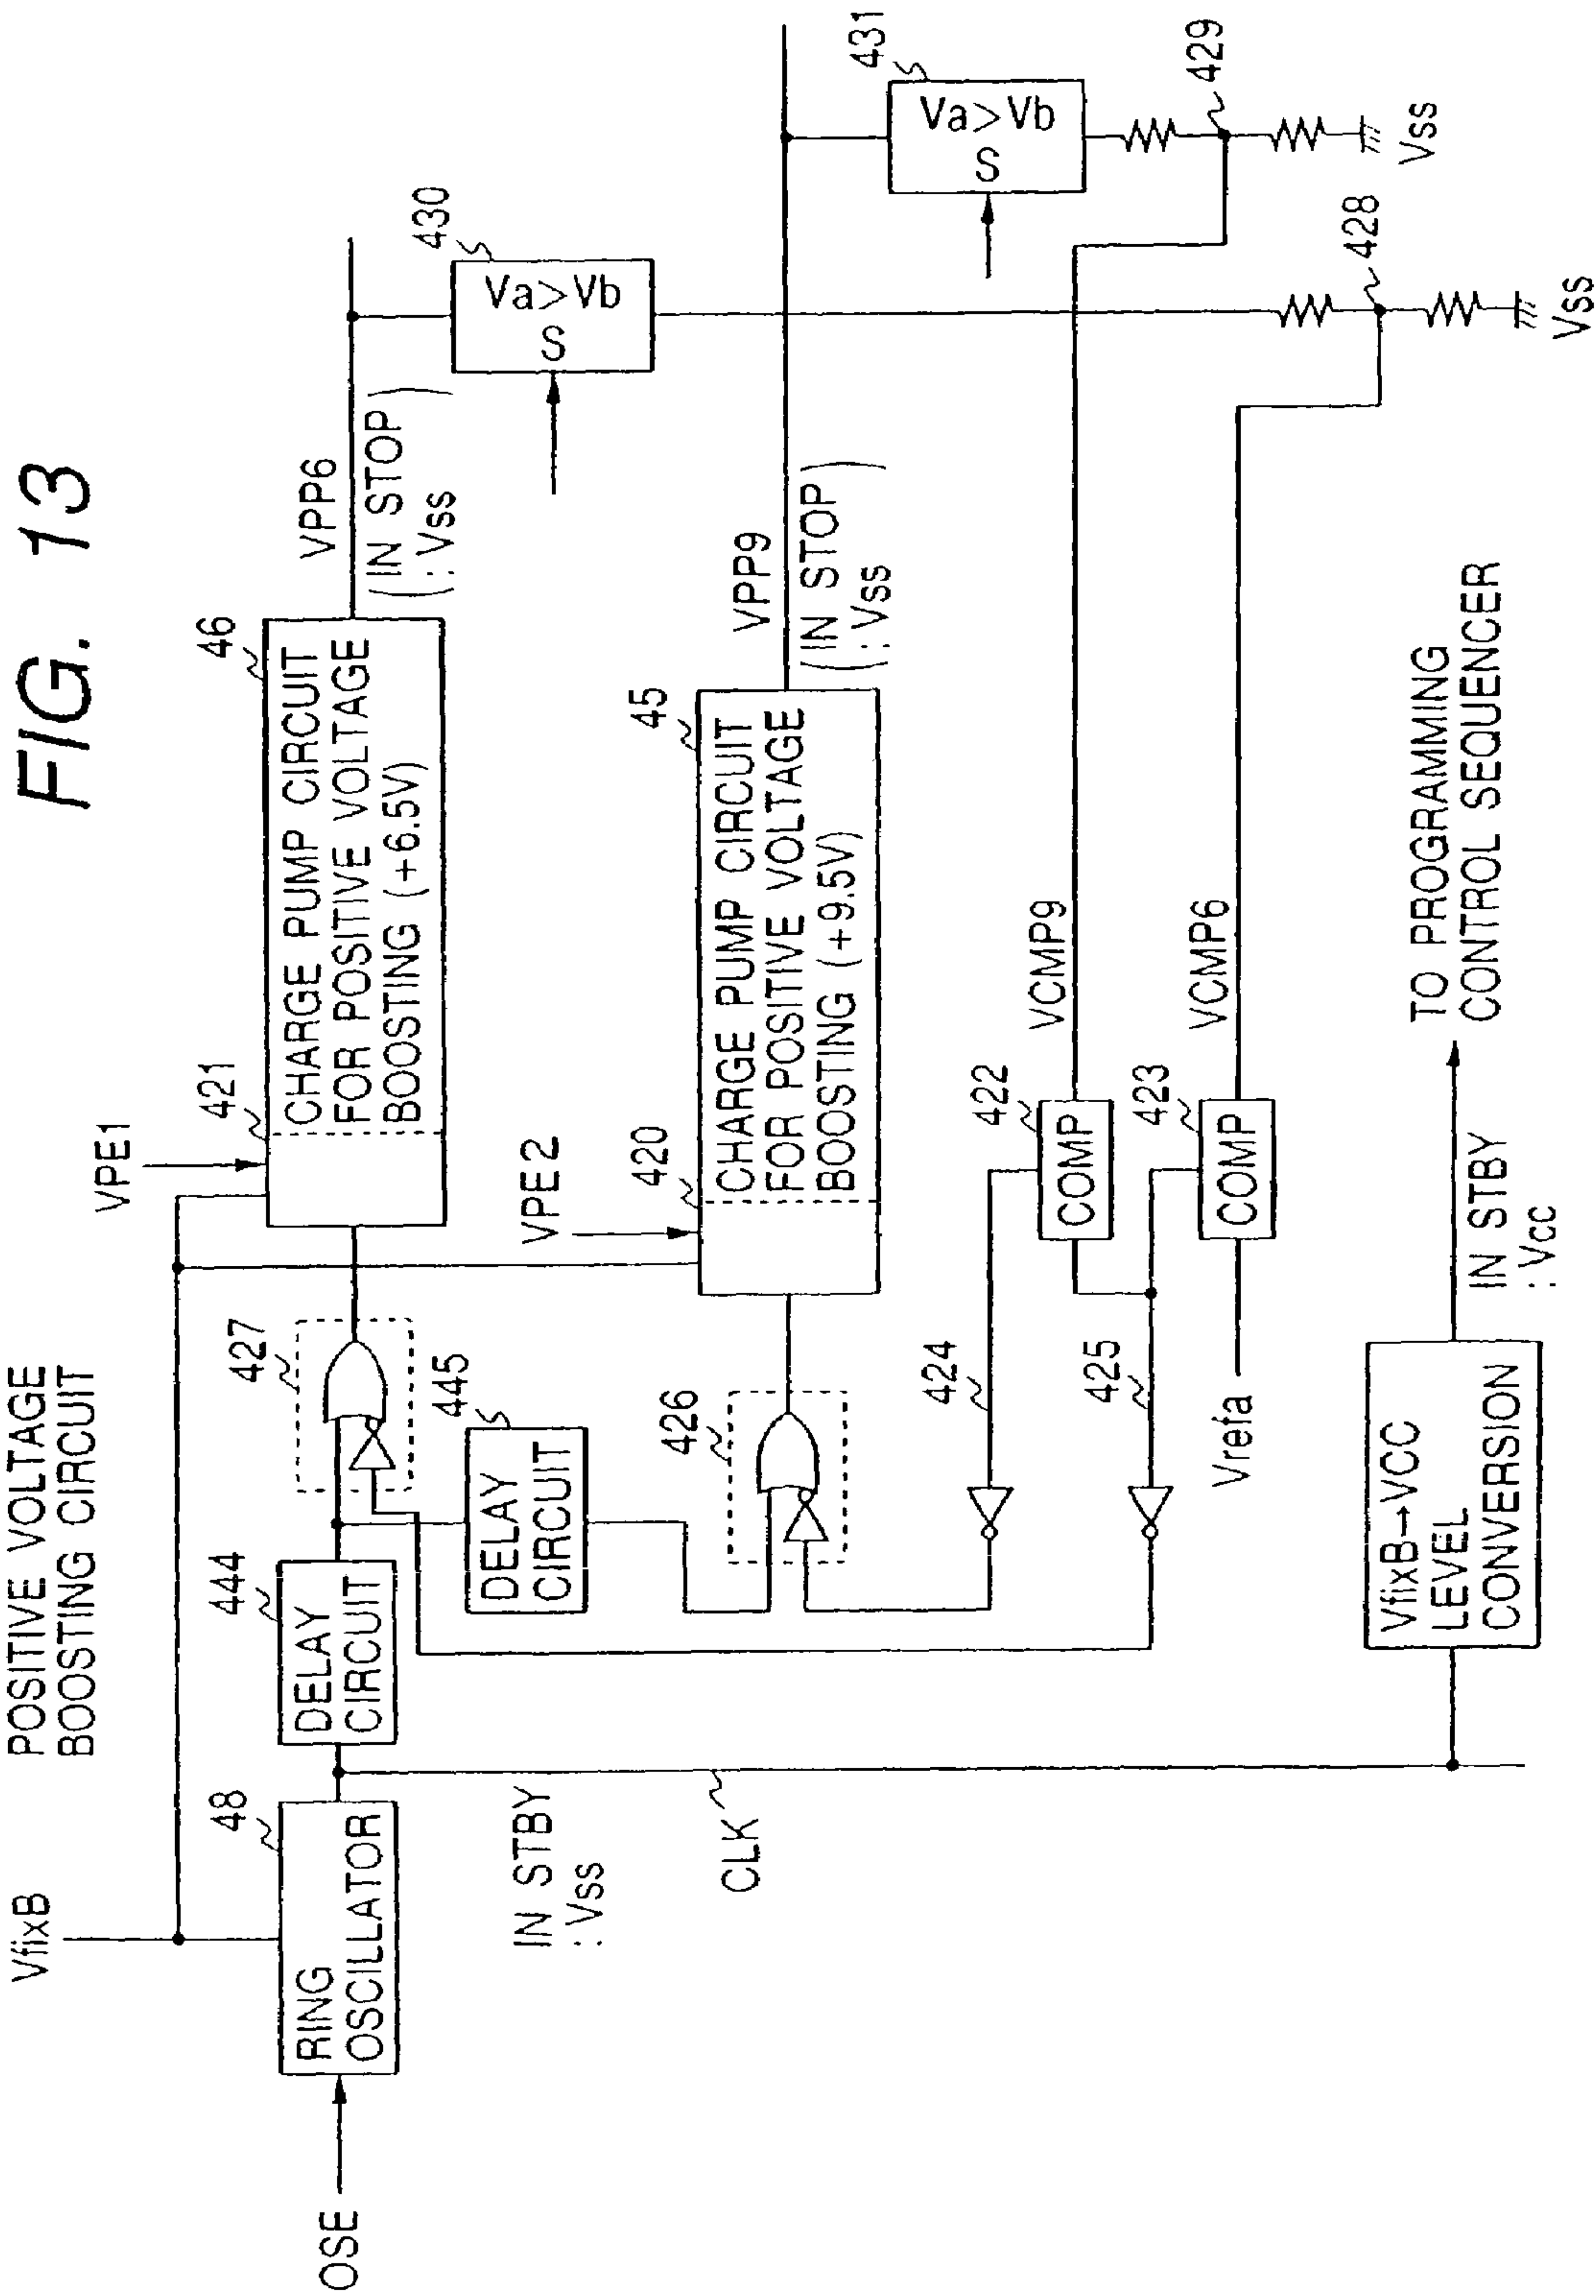 FIG. 13
POSITIVE VOLTAGE
BOOSTING CIRCUIT
VfixB
OSE
48
RING
OSCILLATOR
IN STBY
: Vss
CLK
444
DELAY
CIRCUIT
445
DELAY
CIRCUIT
427
426
VPE1
421
46
CHARGE PUMP CIRCUIT
FOR POSITIVE VOLTAGE
BOOSTING (+6.5V)
VPP6
(IN STOP
: Vss)
430
Va>Vb
S
VPE2
420
45
CHARGE PUMP CIRCUIT
FOR POSITIVE VOLTAGE
BOOSTING (+9.5V)
VPP9
(IN STOP
: Vss)
431
Va>Vb
S
429
Vss
428
Vss
424
422
COMP
VCMP9
425
423
COMP
VCMP6
Vrefa
VfixB→VCC
LEVEL
CONVERSION
IN STBY
: Vcc
TO PROGRAMMING
CONTROL SEQUENCER